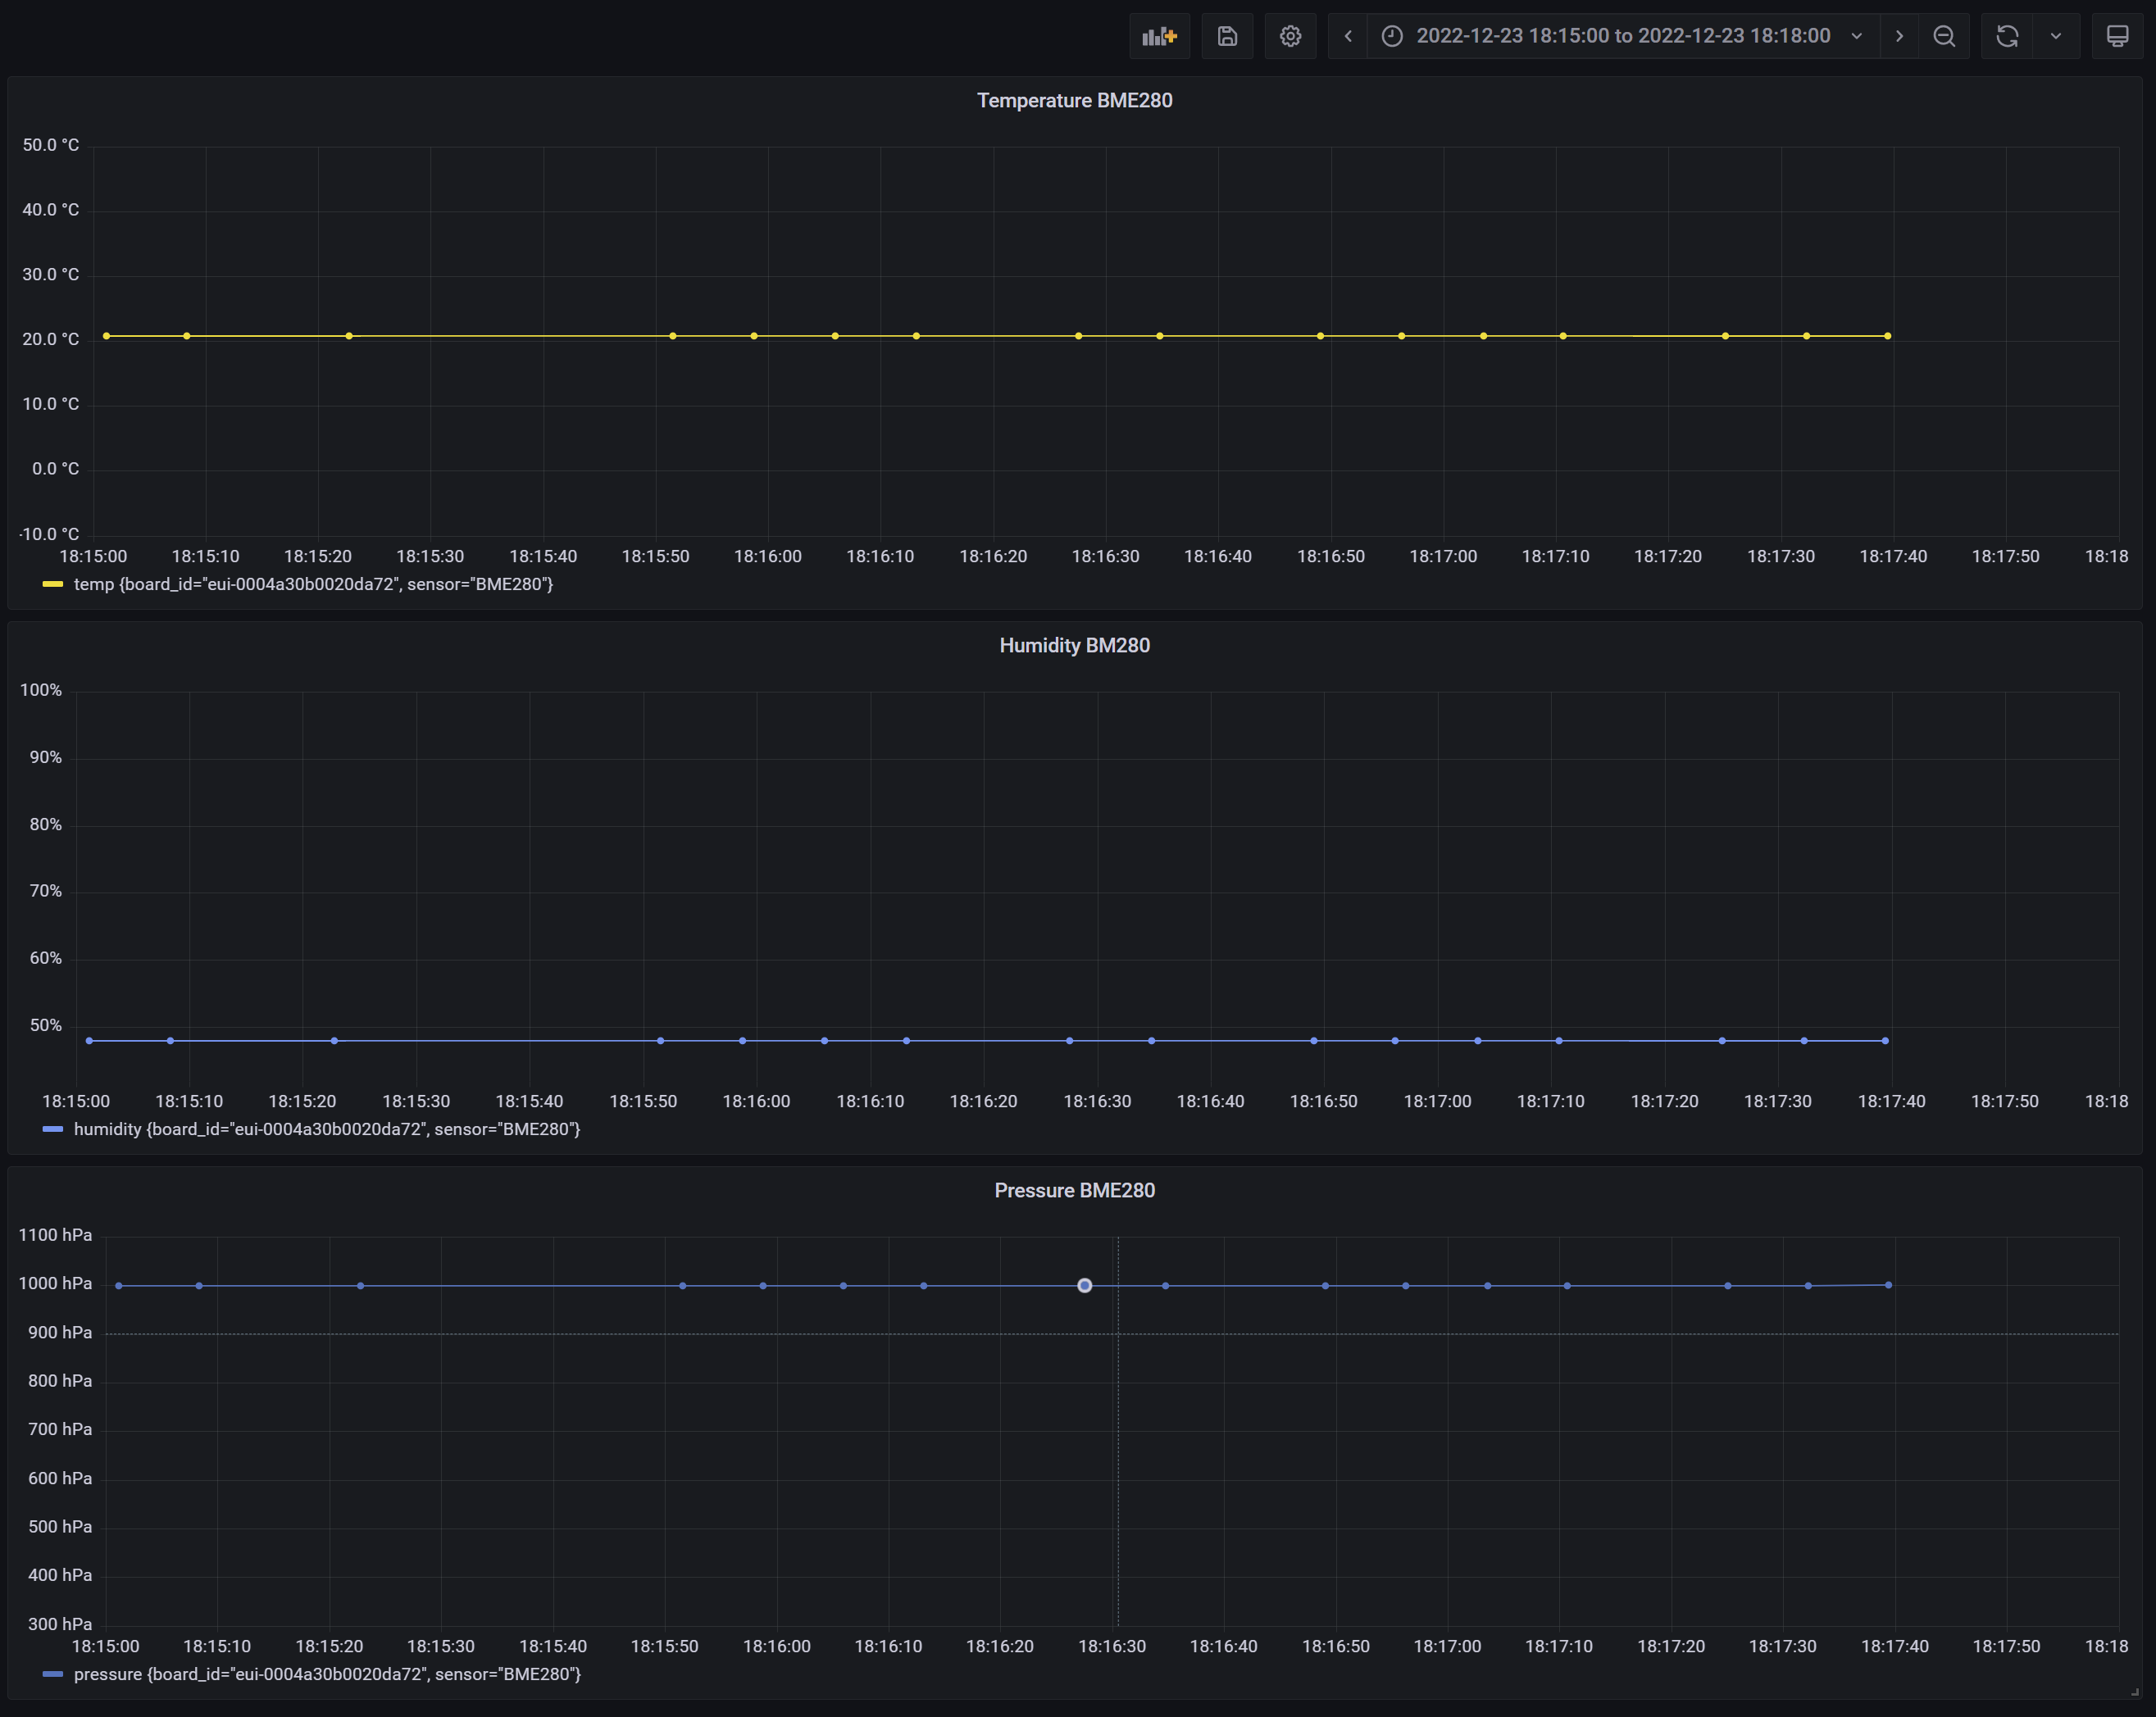 2022-12-23 18:15:00 to 2022-12-23 18:18:00
Temperature BME280
50.0 °C
40.0 °C
30.0 °C
20.0 °C
10.0 °C
0.0 °C
-10.0 °C
18:15:00 18:15:10 18:15:20 18:15:30 18:15:40 18:15:50 18:16:00 18:16:10 18:16:20 18:16:30 18:16:40 18:16:50 18:17:00 18:17:10 18:17:20 18:17:30 18:17:40 18:17:50 18:18
temp {board_id="eui-0004a30b0020da72", sensor="BME280"}
Humidity BM280
100%
90%
80%
70%
60%
50%
18:15:00 18:15:10 18:15:20 18:15:30 18:15:40 18:15:50 18:16:00 18:16:10 18:16:20 18:16:30 18:16:40 18:16:50 18:17:00 18:17:10 18:17:20 18:17:30 18:17:40 18:17:50 18:18
humidity {board_id="eui-0004a30b0020da72", sensor="BME280"}
Pressure BME280
1100 hPa
1000 hPa
900 hPa
800 hPa
700 hPa
600 hPa
500 hPa
400 hPa
300 hPa
18:15:00 18:15:10 18:15:20 18:15:30 18:15:40 18:15:50 18:16:00 18:16:10 18:16:20 18:16:30 18:16:40 18:16:50 18:17:00 18:17:10 18:17:20 18:17:30 18:17:40 18:17:50 18:18
pressure {board_id="eui-0004a30b0020da72", sensor="BME280"}